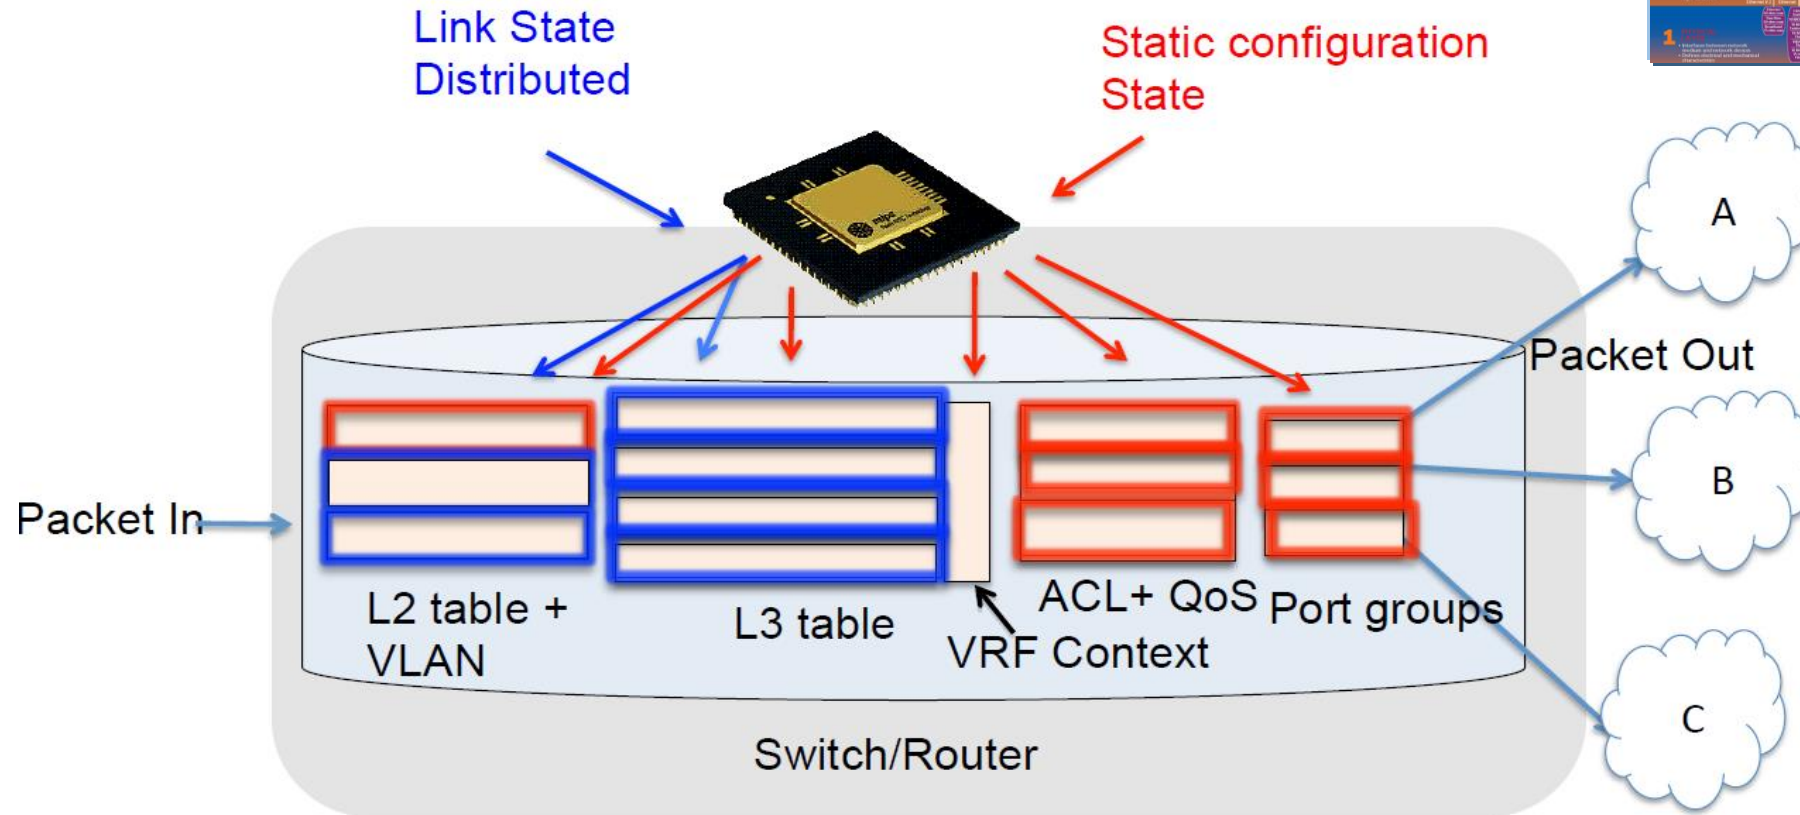 Link State
Distributed
Static configuration
State
1
A
Packet Out
B
Packet In
L2 table +
VLAN
L3 table
VRF Context
ACL+ QoS
Port groups
C
Switch/Router